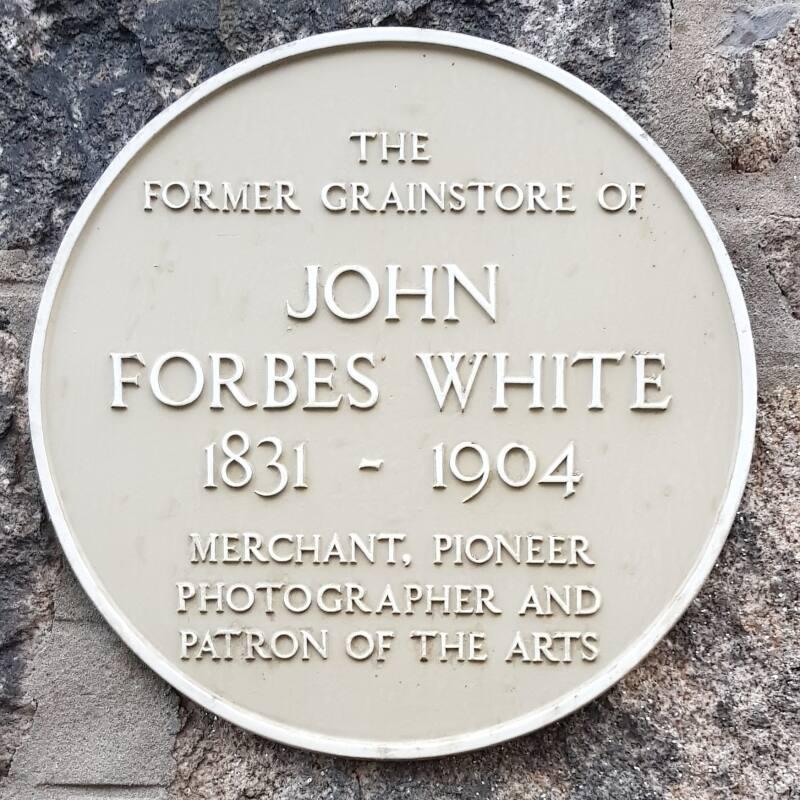 THE
FORMER GRAINSTORE OF
JOHN
FORBES WHITE
1831 - 1904
MERCHANT, PIONEER
PHOTOGRAPHER AND
PATRON OF THE ARTS